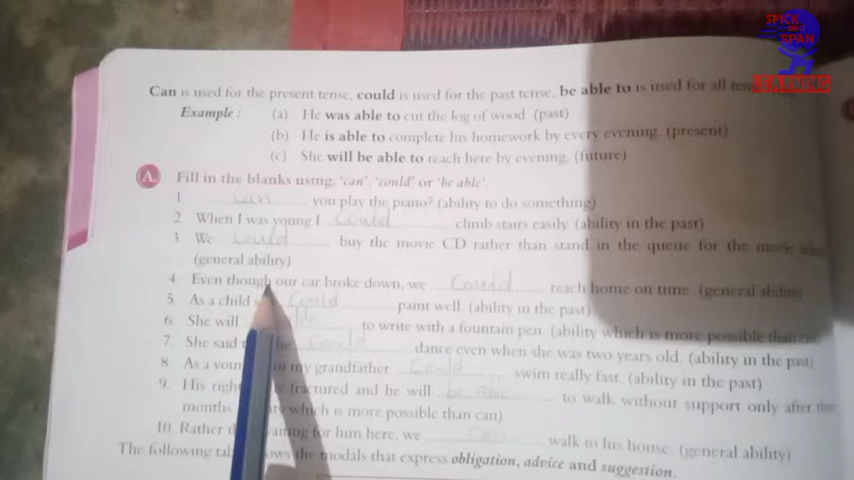 SPICK
and
SPAN
LEARNING
Can is used for the present tense, could is used for the past tense, be able to is used for all
Example : (a) He was able to cut the log of wood. (past)
(b) He is able to complete his homework by every evening. (present)
(c) She will be able to reach here by evening. (future)
A. Fill in the blanks using, 'can', 'could' or 'be able'.
1. can you play the piano? (ability to do something)
2. When I was young I could climb stairs easily. (ability in the past)
3. We could buy the movie CD rather than stand in the queue for the movie
(general ability)
4. Even though our car broke down, we could reach home on time. (general ability)
5. As a child could paint well. (ability in the past)
6. She will to write with a fountain pen. (ability which is more possible than can)
7. She said could dance even when she was two years old. (ability in the past)
8. As a my grandfather could swim really fast. (ability in the past)
9. His fractured and he will be able to walk without support only after
months. which is more possible than can)
10. Rather for him here, we can walk to his house. (general ability)
The following the modals that express obligation, advice and suggestion.